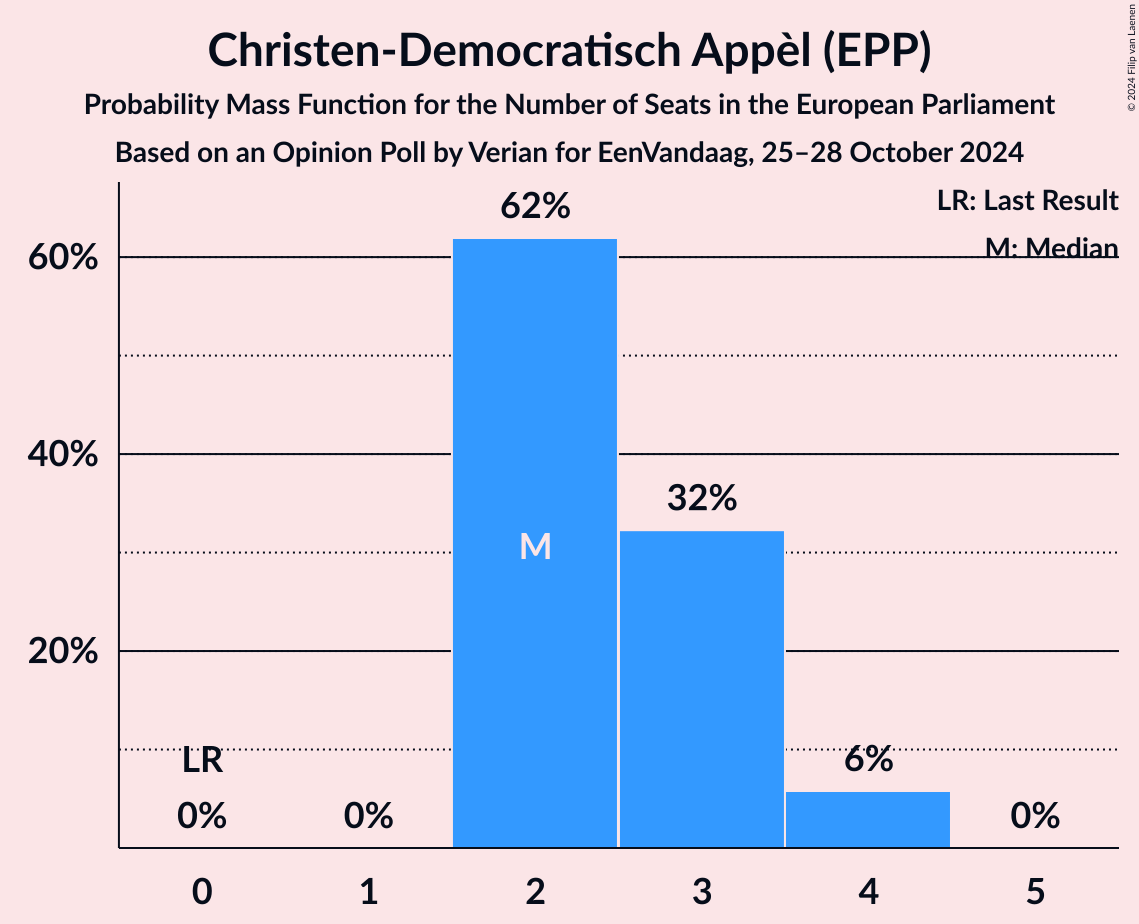 Christen-Democratisch Appèl (EPP)
Probability Mass Function for the Number of Seats in the European Parliament
Based on an Opinion Poll by Verian for EenVandaag, 25–28 October 2024
© 2024 Filip van Laenen
LR: Last Result
M: Median
62%
60%
40%
32%
M
20%
LR
6%
0%
0%
0%
0
1
2
3
4
5